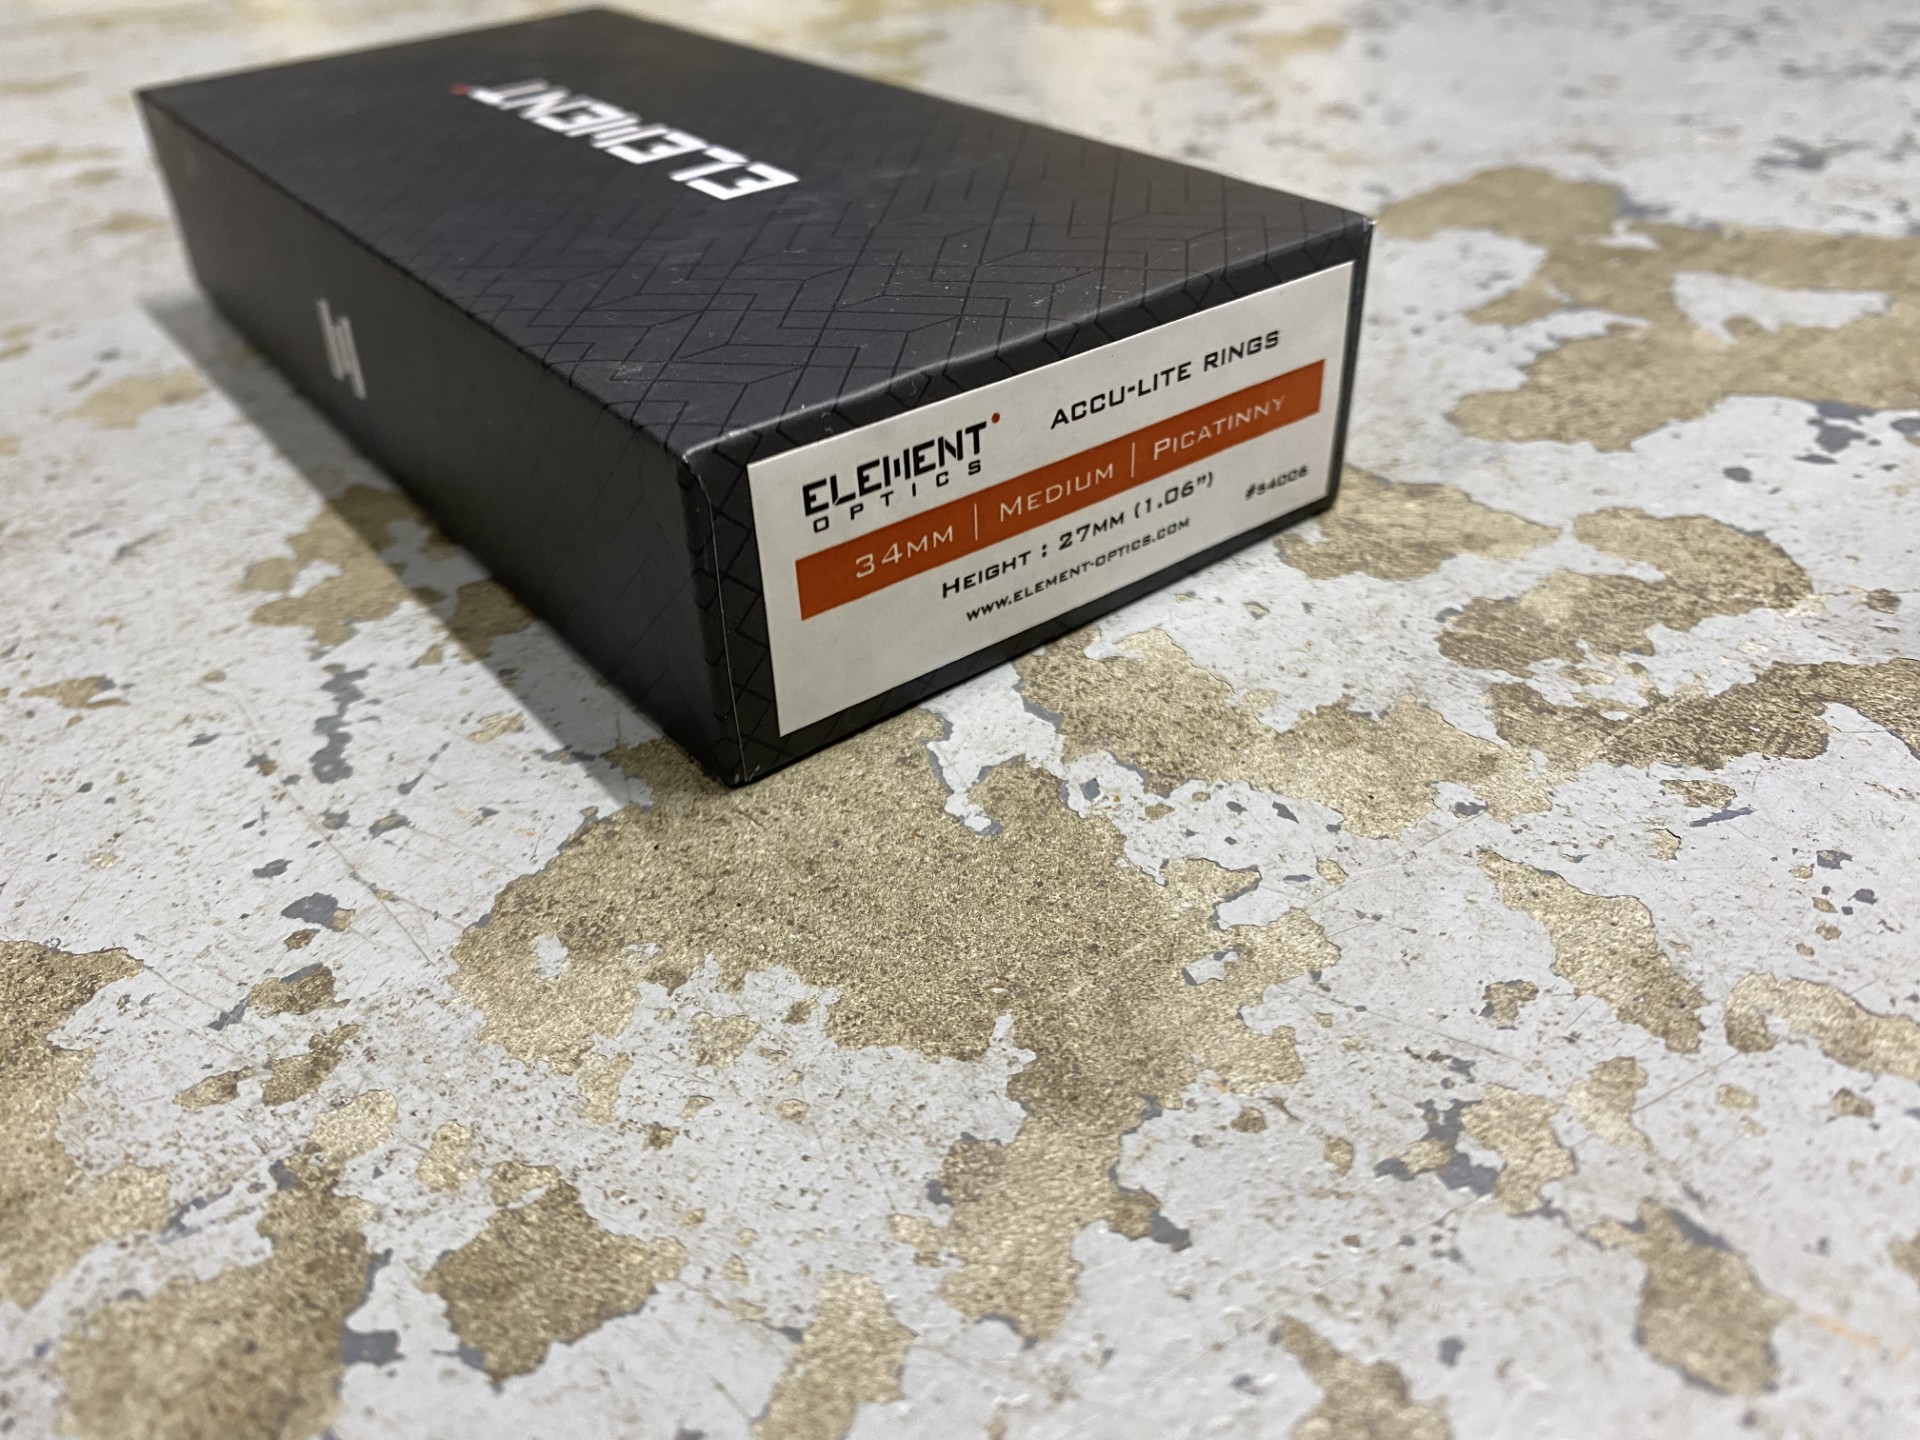 ELEMENT
ELEMENT
OPTICS
ACCU-LITE RINGS
34MM | MEDIUM | PICATINNY
HEIGHT : 27MM (1.06")
#54006
WWW.ELEMENT-OPTICS.COM